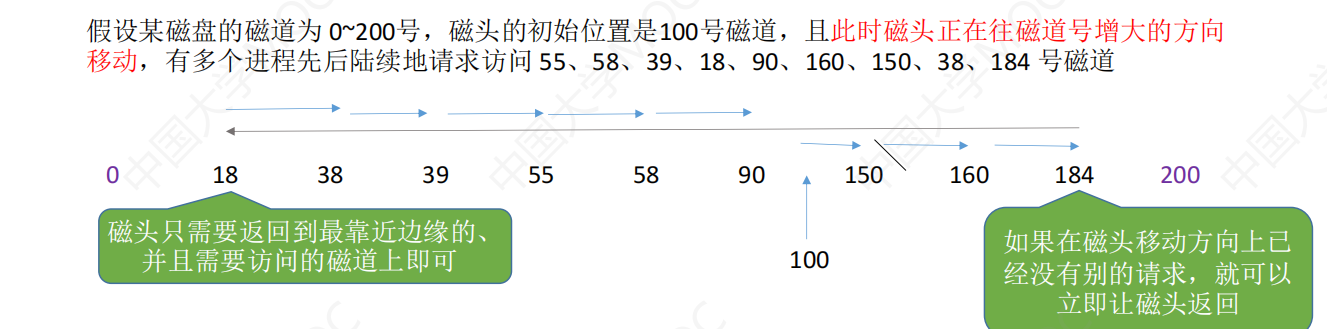 假设某磁盘的磁道为 0~200号，磁头的初始位置是100号磁道，且此时磁头正在往磁道号增大的方向
移动，有多个进程先后陆续地请求访问 55、58、39、18、90、160、150、38、184 号磁道
0 18 38 39 55 58 90 150 160 184 200
100
磁头只需要返回到最靠近边缘的、
并且需要访问的磁道上即可
如果在磁头移动方向上已
经没有别的请求，就可以
立即让磁头返回